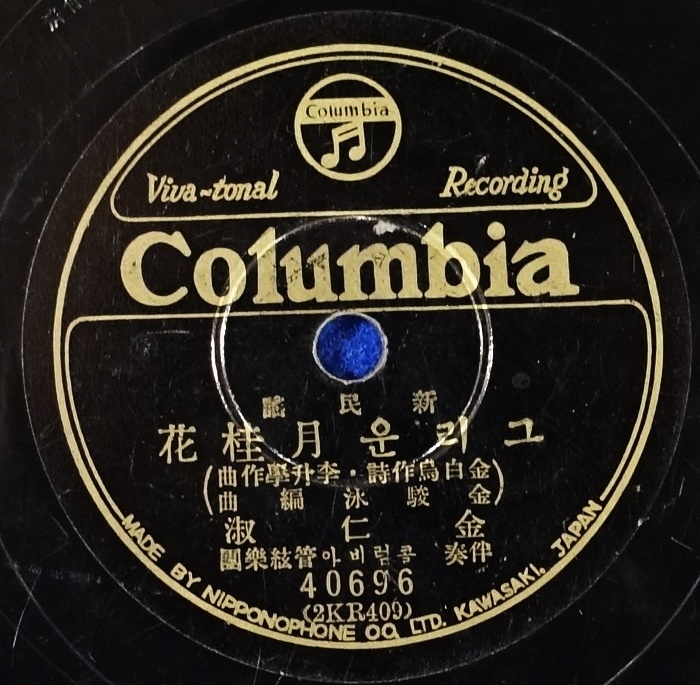 Columbia
Viva-tonal Recording
Columbia
新民謠
그리운月桂花
(金白烏作詩・李升學作曲
金駿泳編曲)
金仁淑
伴奏 콜럼비아管絃樂團
40696
(2KR409)
MADE BY NIPPONOPHONE CO., LTD. KAWASAKI, JAPAN